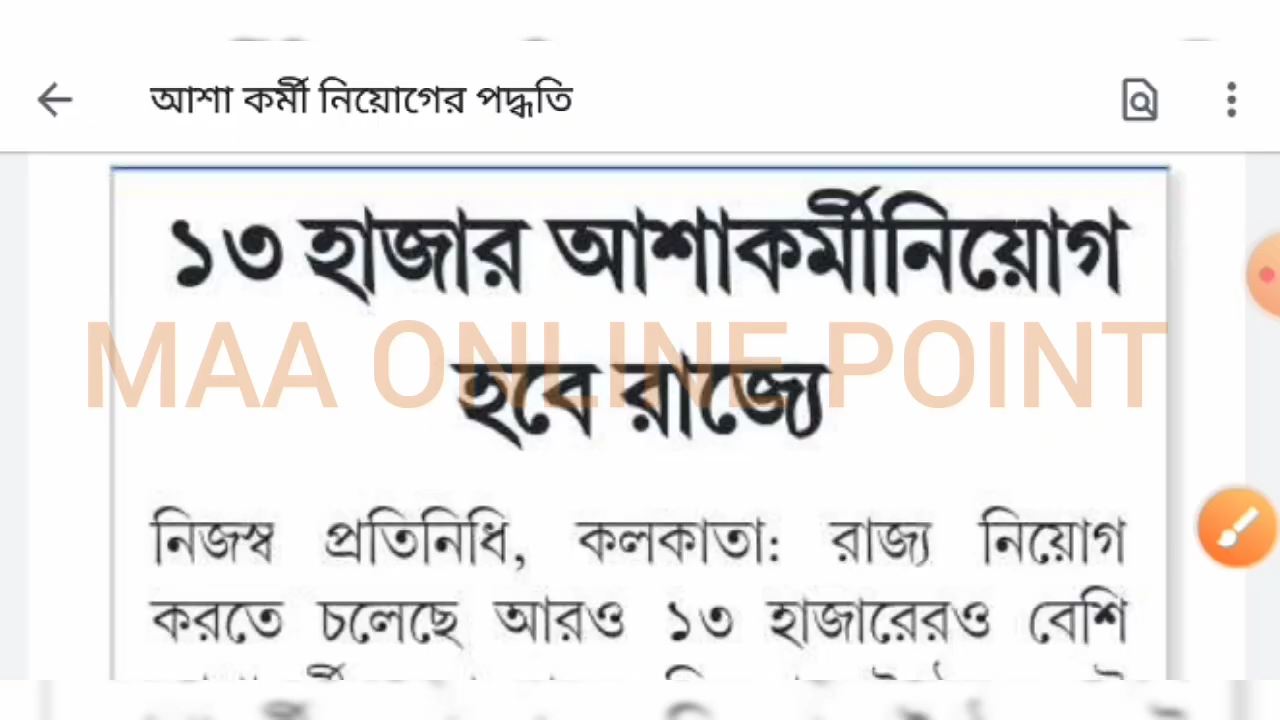 আশা কর্মী নিয়োগের পদ্ধতি
১৩ হাজার আশাকর্মীনিয়োগ
MAA ONLINE POINT
হবে রাজ্যে
নিজস্ব প্রতিনিধি, কলকাতা: রাজ্য নিয়োগ
করতে চলেছে আরও ১৩ হাজারেরও বেশি